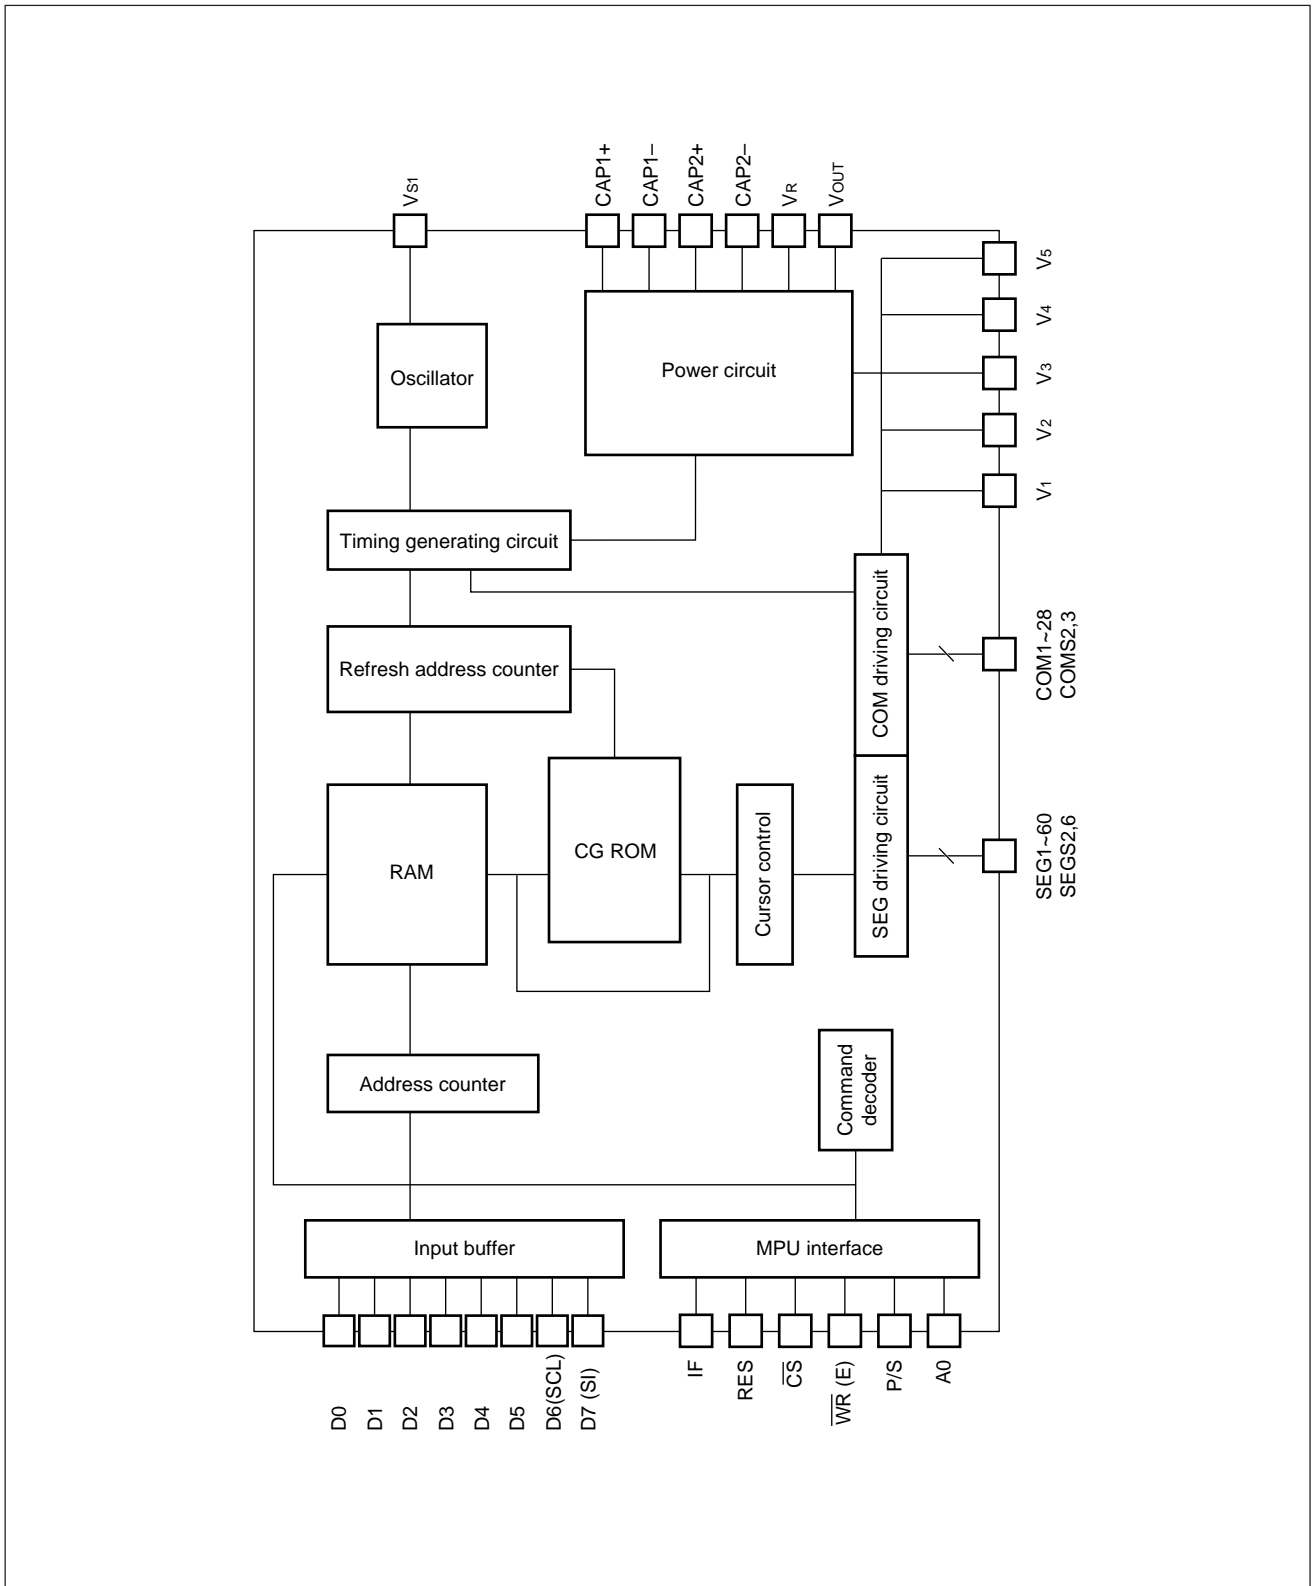 VS1
CAP1+
CAP1–
CAP2+
CAP2–
VR
VOUT
V5
V4
V3
V2
V1
Oscillator
Power circuit
Timing generating circuit
Refresh address counter
COM driving circuit
COM1~28
COMS2,3
RAM
CG ROM
Cursor control
SEG driving circuit
SEG1~60
SEGS2,6
Address counter
Command
decoder
Input buffer
MPU interface
D0
D1
D2
D3
D4
D5
D6(SCL)
D7 (SI)
IF
RES
C̅S̅
W̅R̅ (E)
P/S
A0